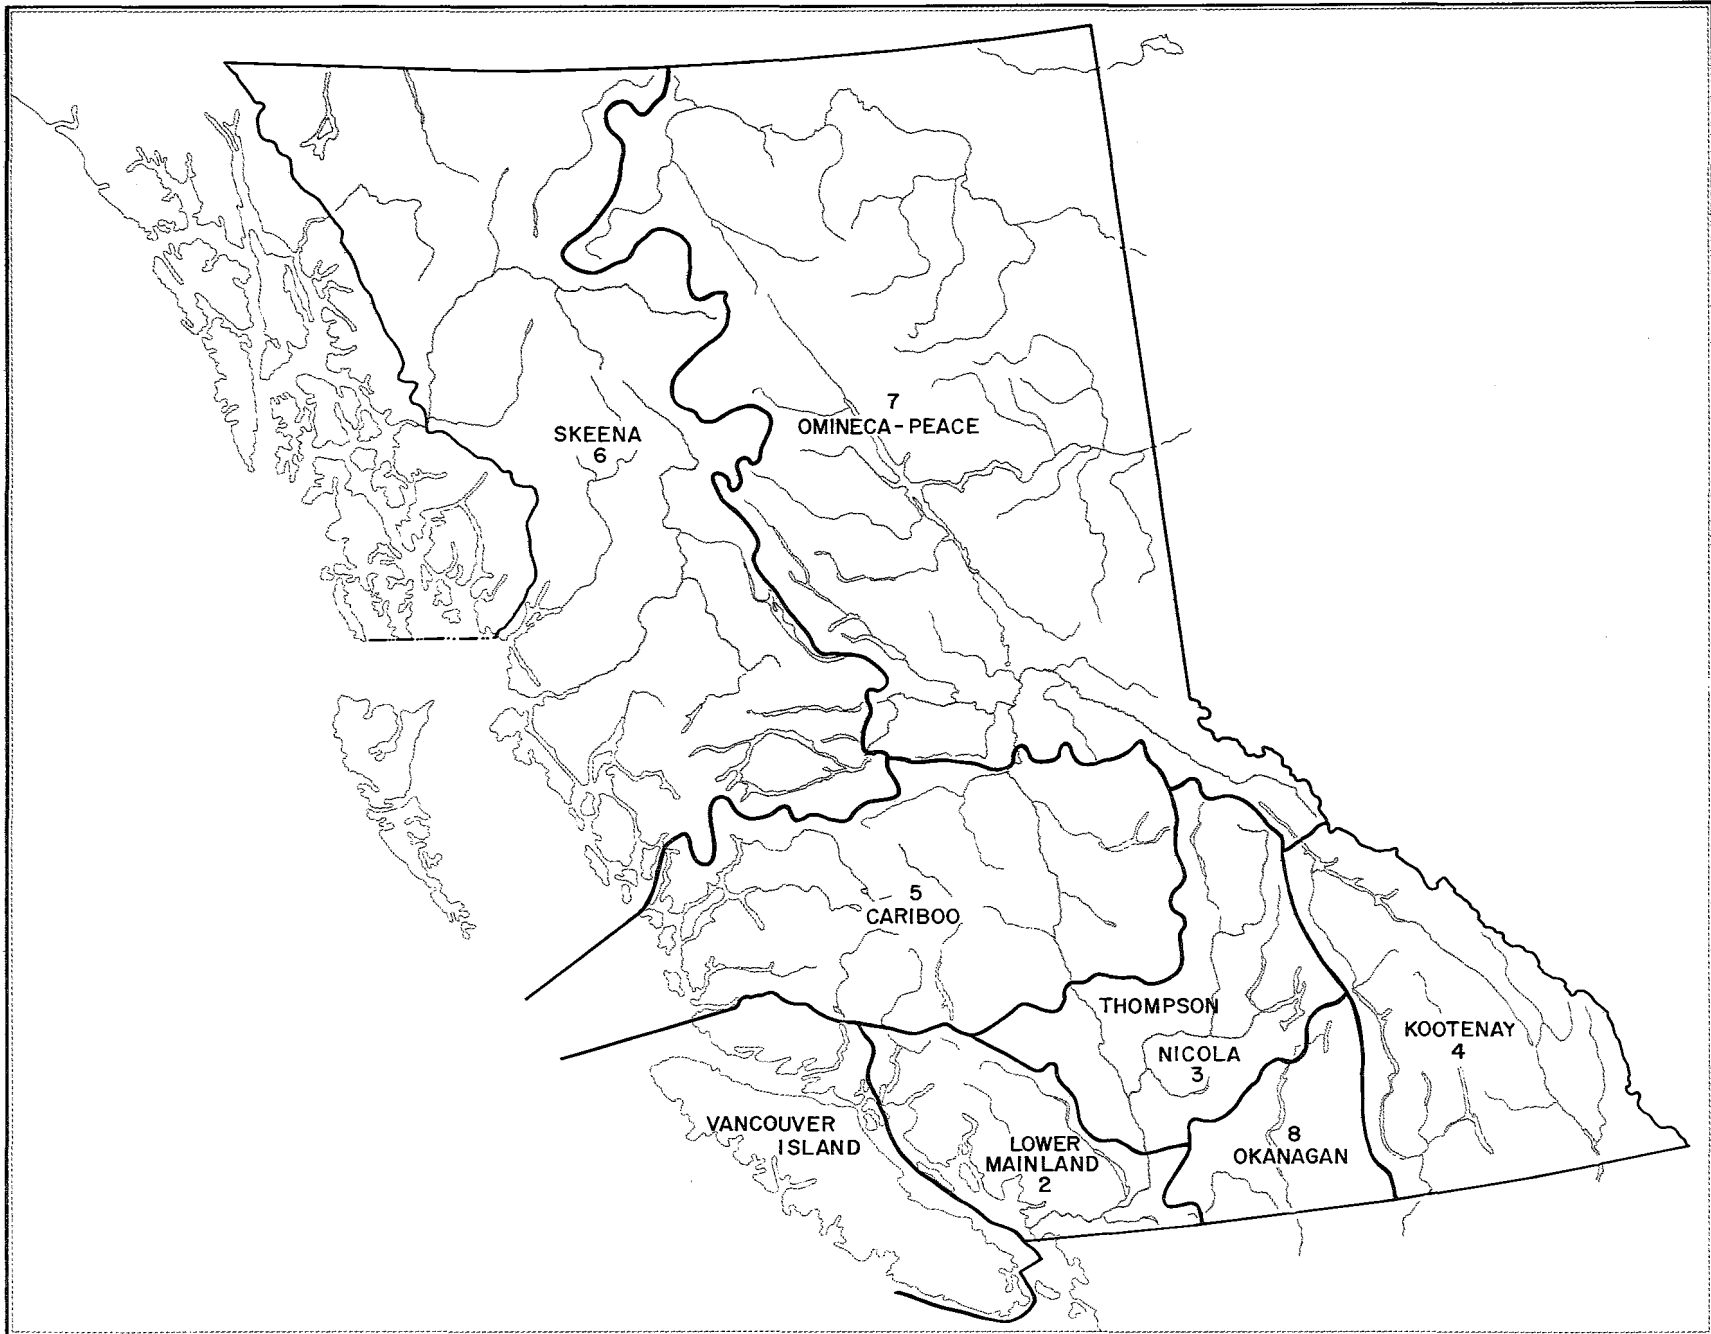 7
OMINECA-PEACE
SKEENA
6
5
CARIBOO
THOMPSON
NICOLA
3
KOOTENAY
4
VANCOUVER
ISLAND
LOWER
MAINLAND
2
8
OKANAGAN